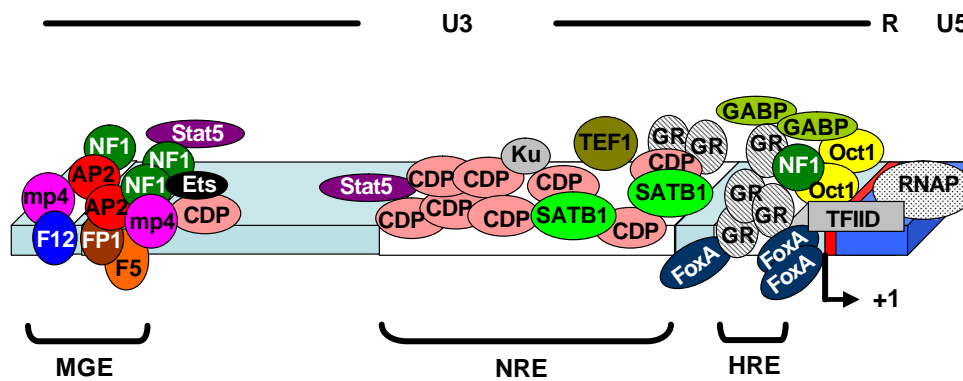 U3 R U5
GABP
GABP
NF1 Stat5 NF1
Ku TEF1 GR GR GR Oct1
AP2 Ets Stat5 CDP CDP CDP CDP NF1 Oct1 RNAP
mp4 AP2 NF1 mp4 CDP CDP CDP CDP SATB1 SATB1 CDP GR GR GR TFIID
F12 FP1 F5 FoxA FoxA FoxA
+1
MGE NRE HRE